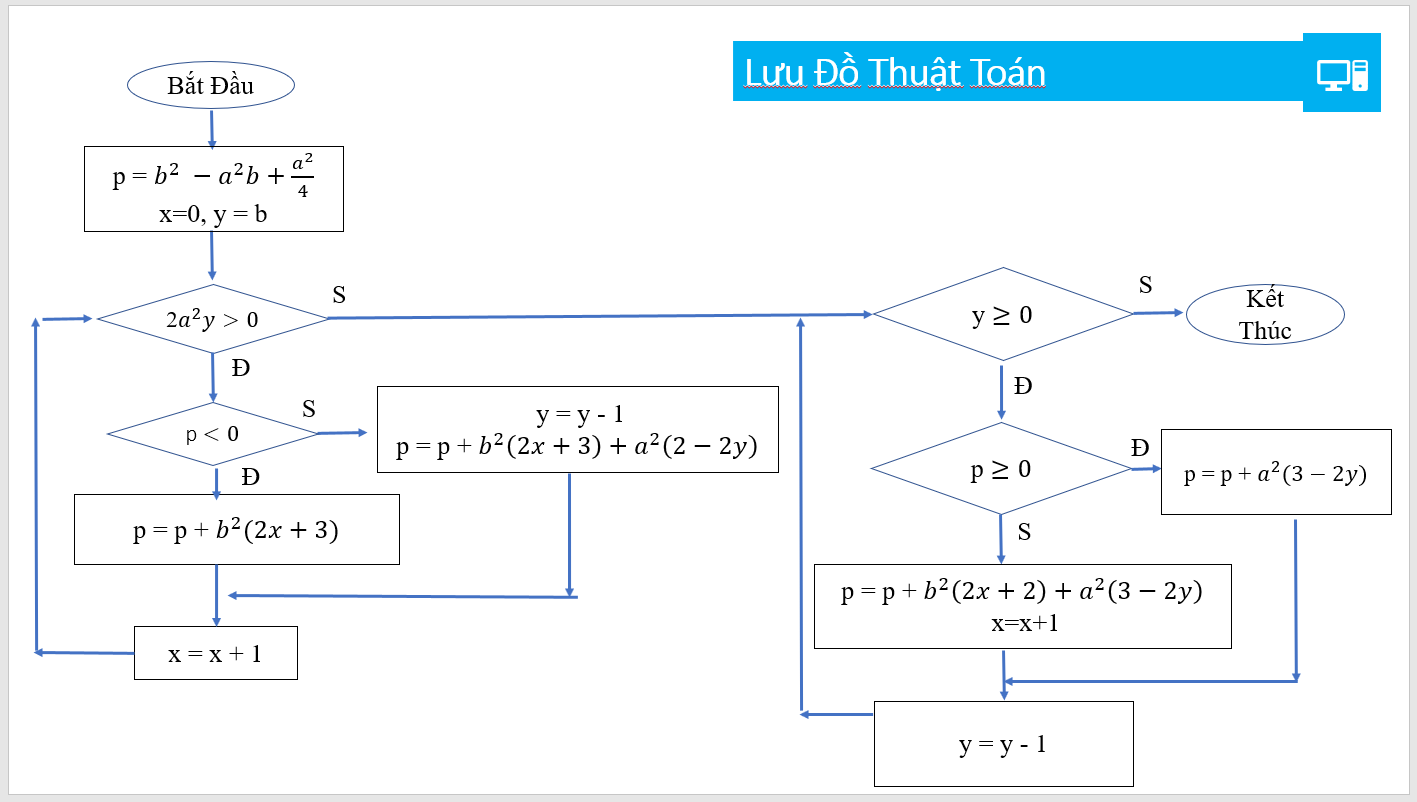 Lưu Đồ Thuật Toán
Bắt Đầu
p = b² − a²b + a²/4
x=0, y = b
2a²y > 0
S
Đ
p < 0
S
Đ
y = y - 1
p = p + b²(2x + 3) + a²(2 − 2y)
p = p + b²(2x + 3)
x = x + 1
y ≥ 0
S
Kết
Thúc
Đ
p ≥ 0
Đ
p = p + a²(3 − 2y)
S
p = p + b²(2x + 2) + a²(3 − 2y)
x=x+1
y = y - 1